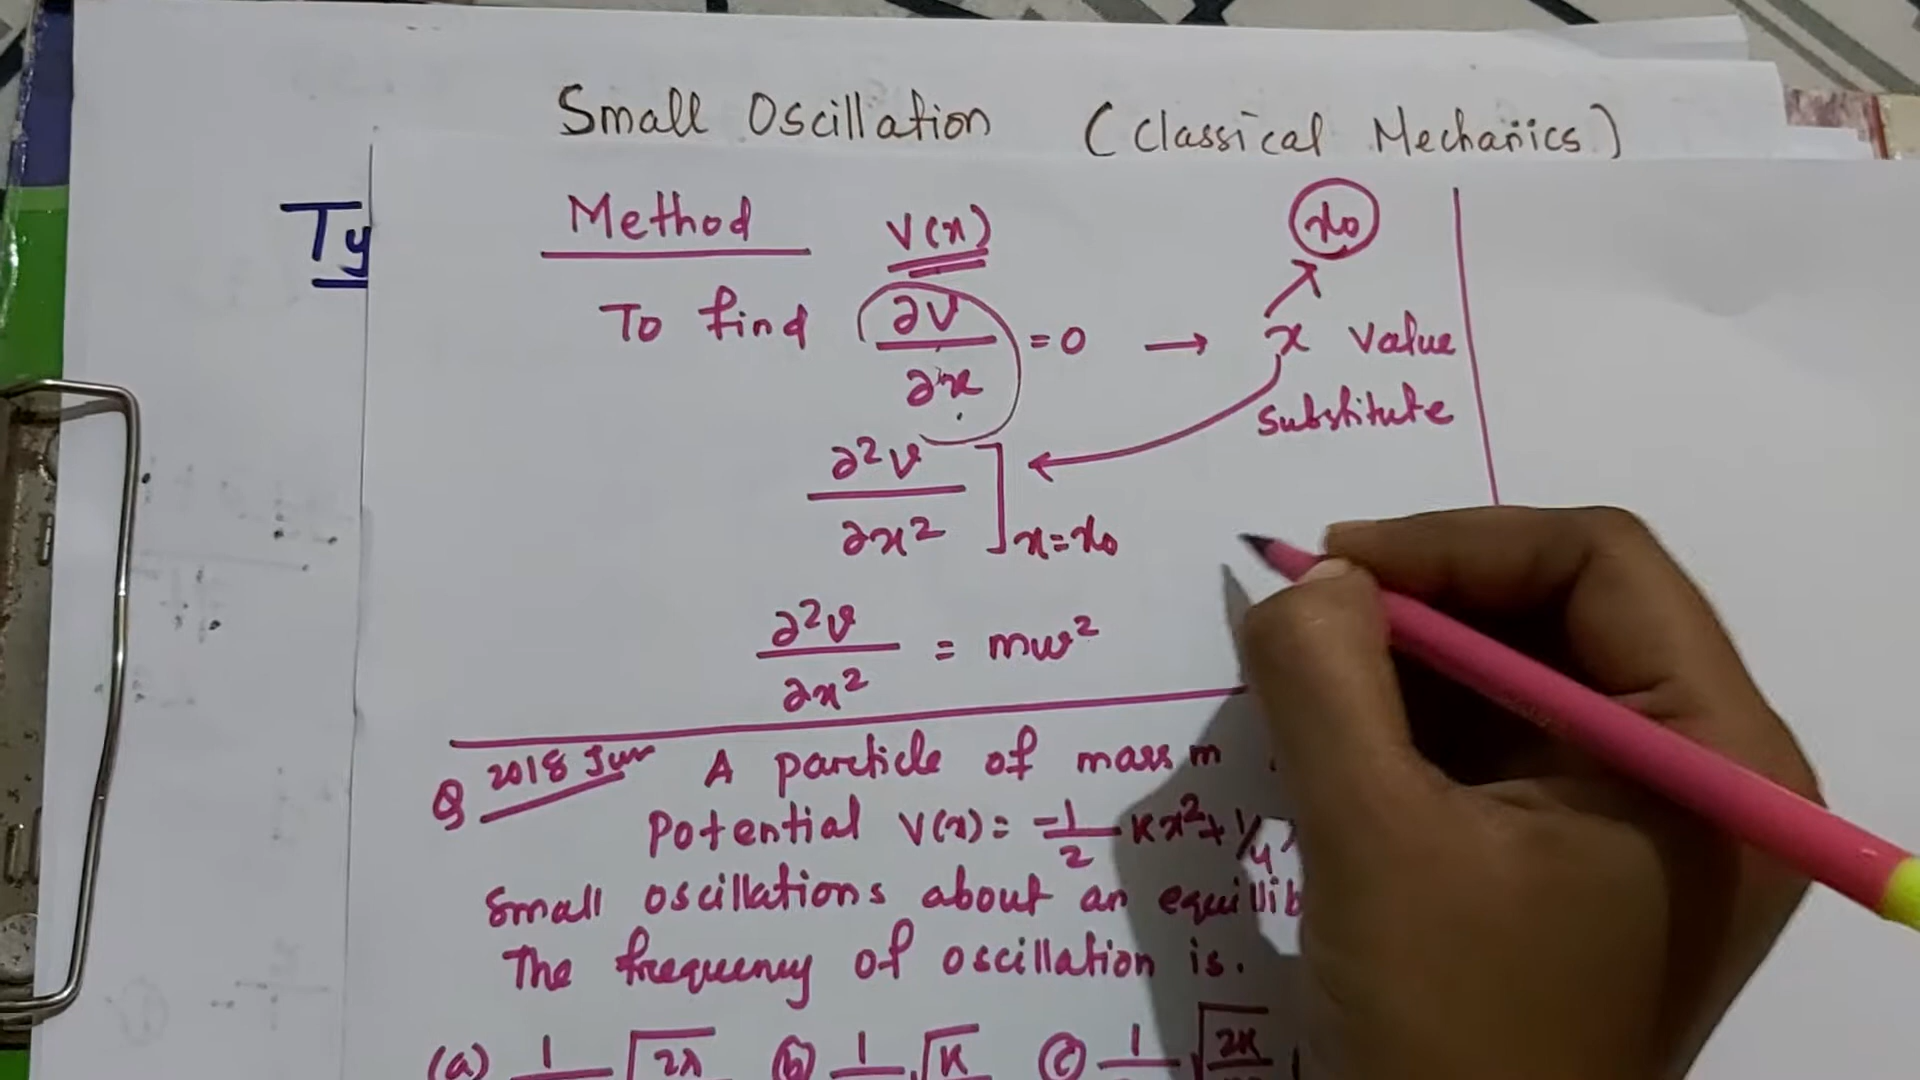 Small Oscillation (Classical Mechanics)
Ty
Method V(x) x₀
To find ∂V/∂x = 0 → x value
substitute
∂²V/∂x² ]x=x₀
∂²V/∂x² = mω²
Q 2018 Jun A particle of mass m
Potential V(x) = -1/2 Kx² + 1/4
Small oscillations about an equilib
The frequency of oscillation is.
(a) 1 √2λ (b) 1 √K (c) 1 √2K